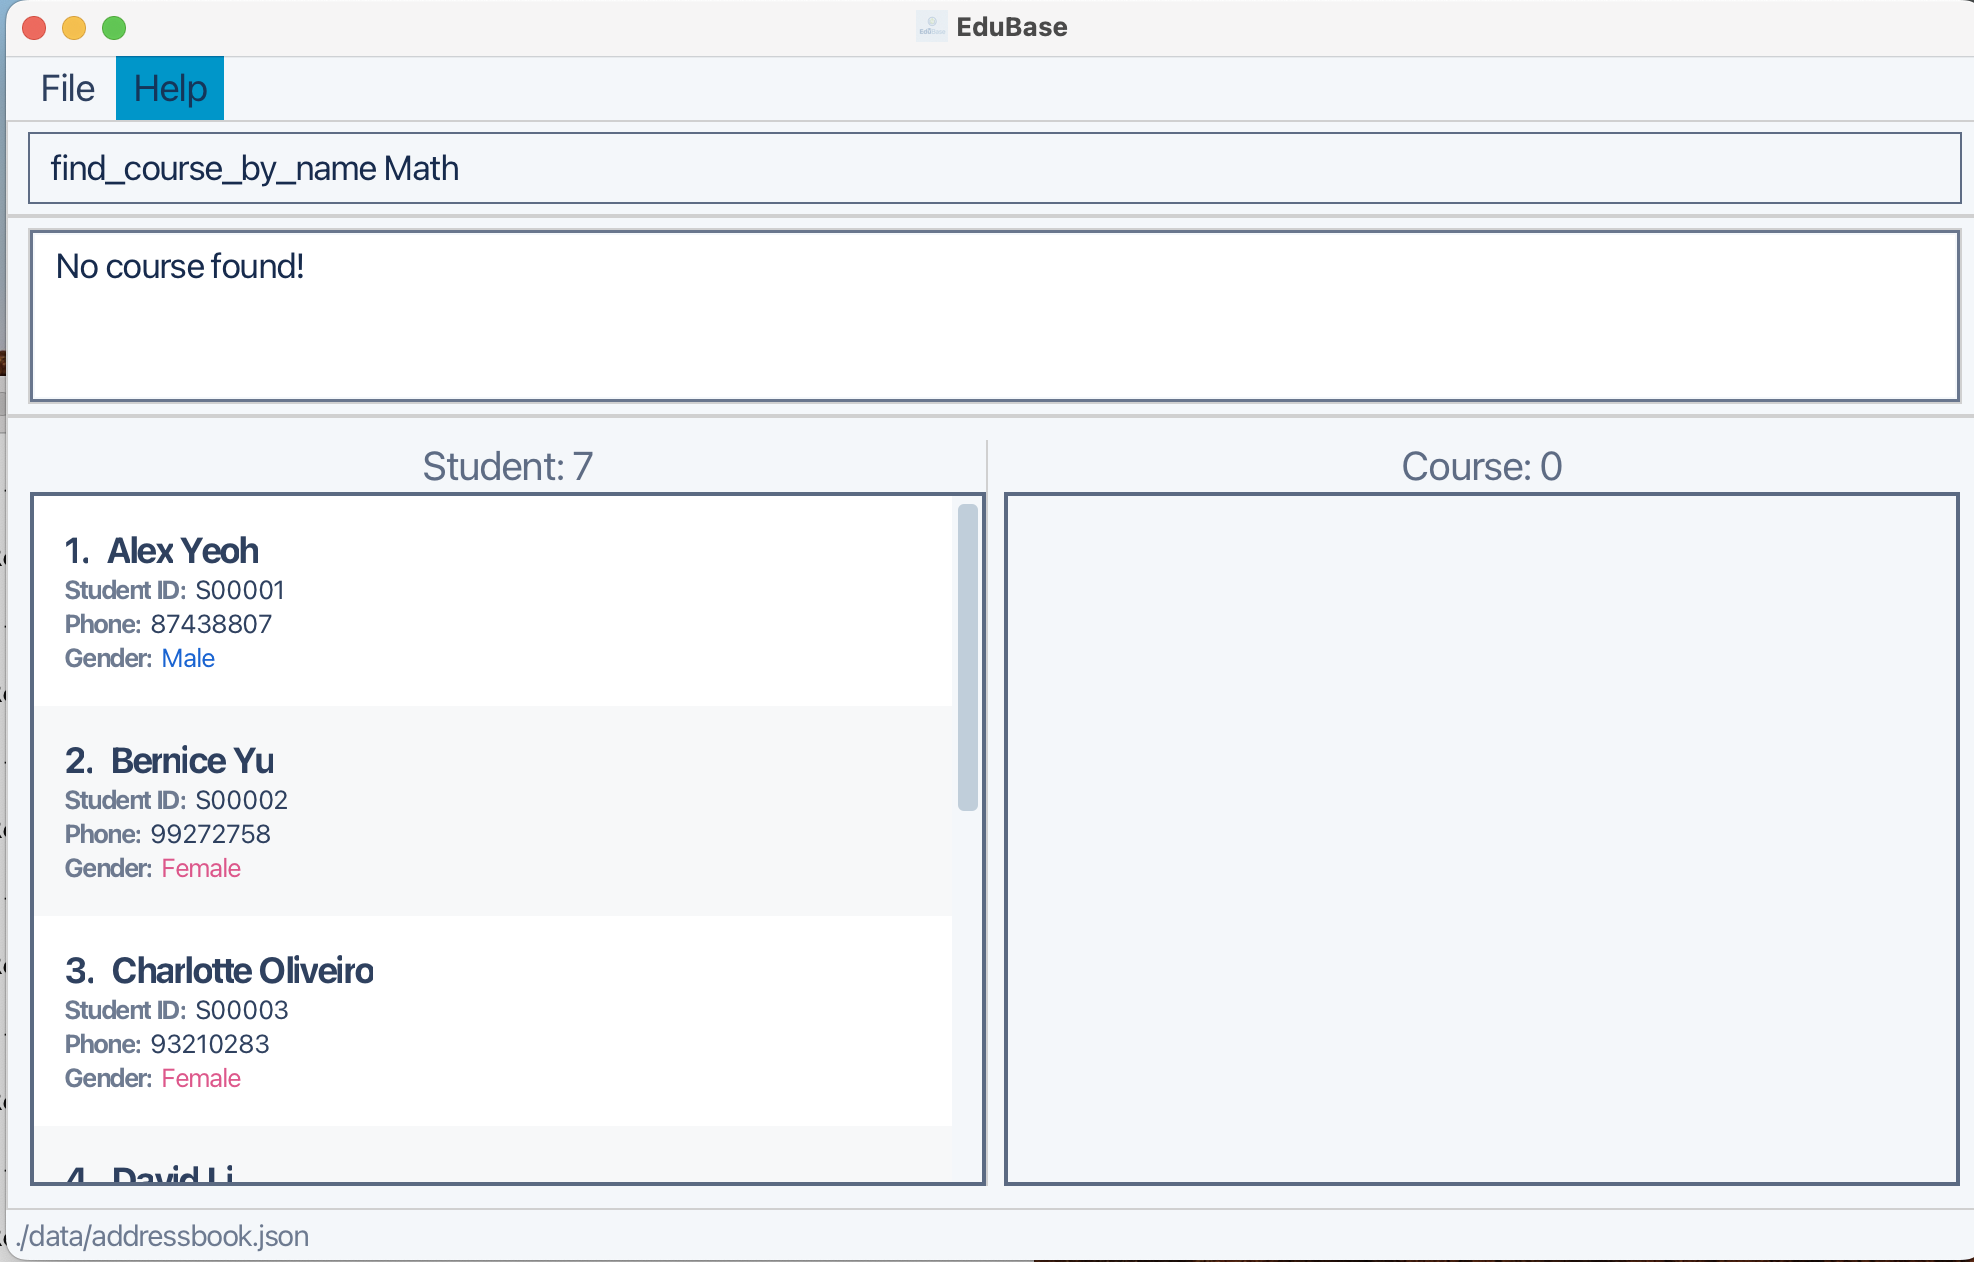 EduBase
File Help
find_course_by_name Math
No course found!
Student: 7
Course: 0
1. Alex Yeoh
Student ID: S00001
Phone: 87438807
Gender: Male
2. Bernice Yu
Student ID: S00002
Phone: 99272758
Gender: Female
3. Charlotte Oliveiro
Student ID: S00003
Phone: 93210283
Gender: Female
4. David Li
./data/addressbook.json